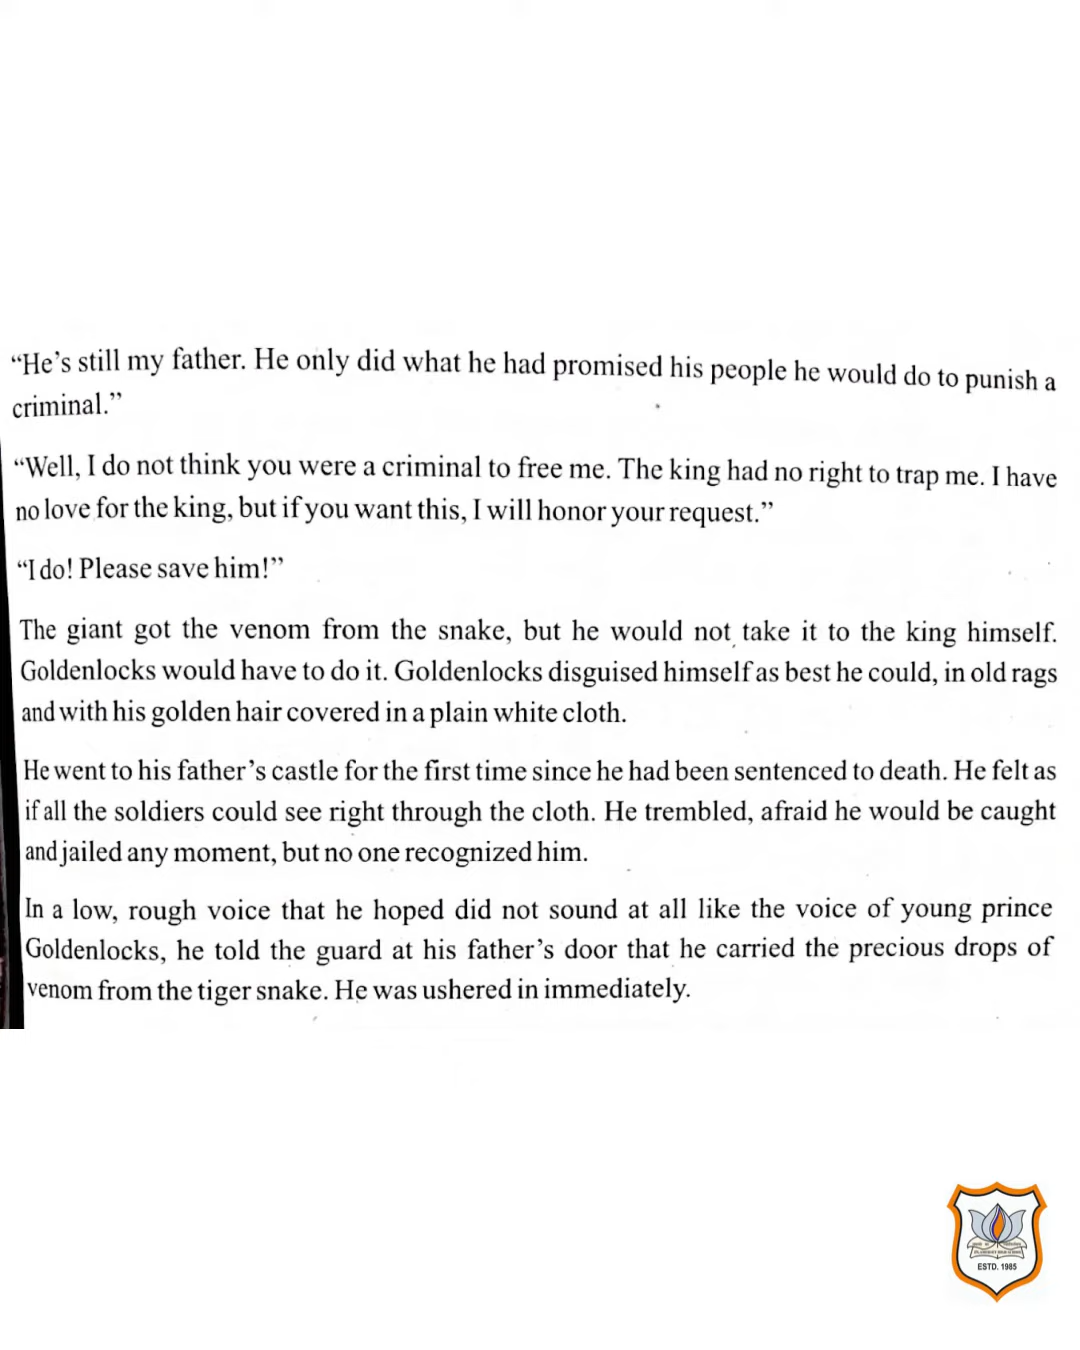 “He’s still my father. He only did what he had promised his people he would do to punish a
criminal.”
“Well, I do not think you were a criminal to free me. The king had no right to trap me. I have
no love for the king, but if you want this, I will honor your request.”
“I do! Please save him!”
The giant got the venom from the snake, but he would not take it to the king himself.
Goldenlocks would have to do it. Goldenlocks disguised himself as best he could, in old rags
and with his golden hair covered in a plain white cloth.
He went to his father’s castle for the first time since he had been sentenced to death. He felt as
if all the soldiers could see right through the cloth. He trembled, afraid he would be caught
and jailed any moment, but no one recognized him.
In a low, rough voice that he hoped did not sound at all like the voice of young prince
Goldenlocks, he told the guard at his father’s door that he carried the precious drops of
venom from the tiger snake. He was ushered in immediately.
ESTD. 1985